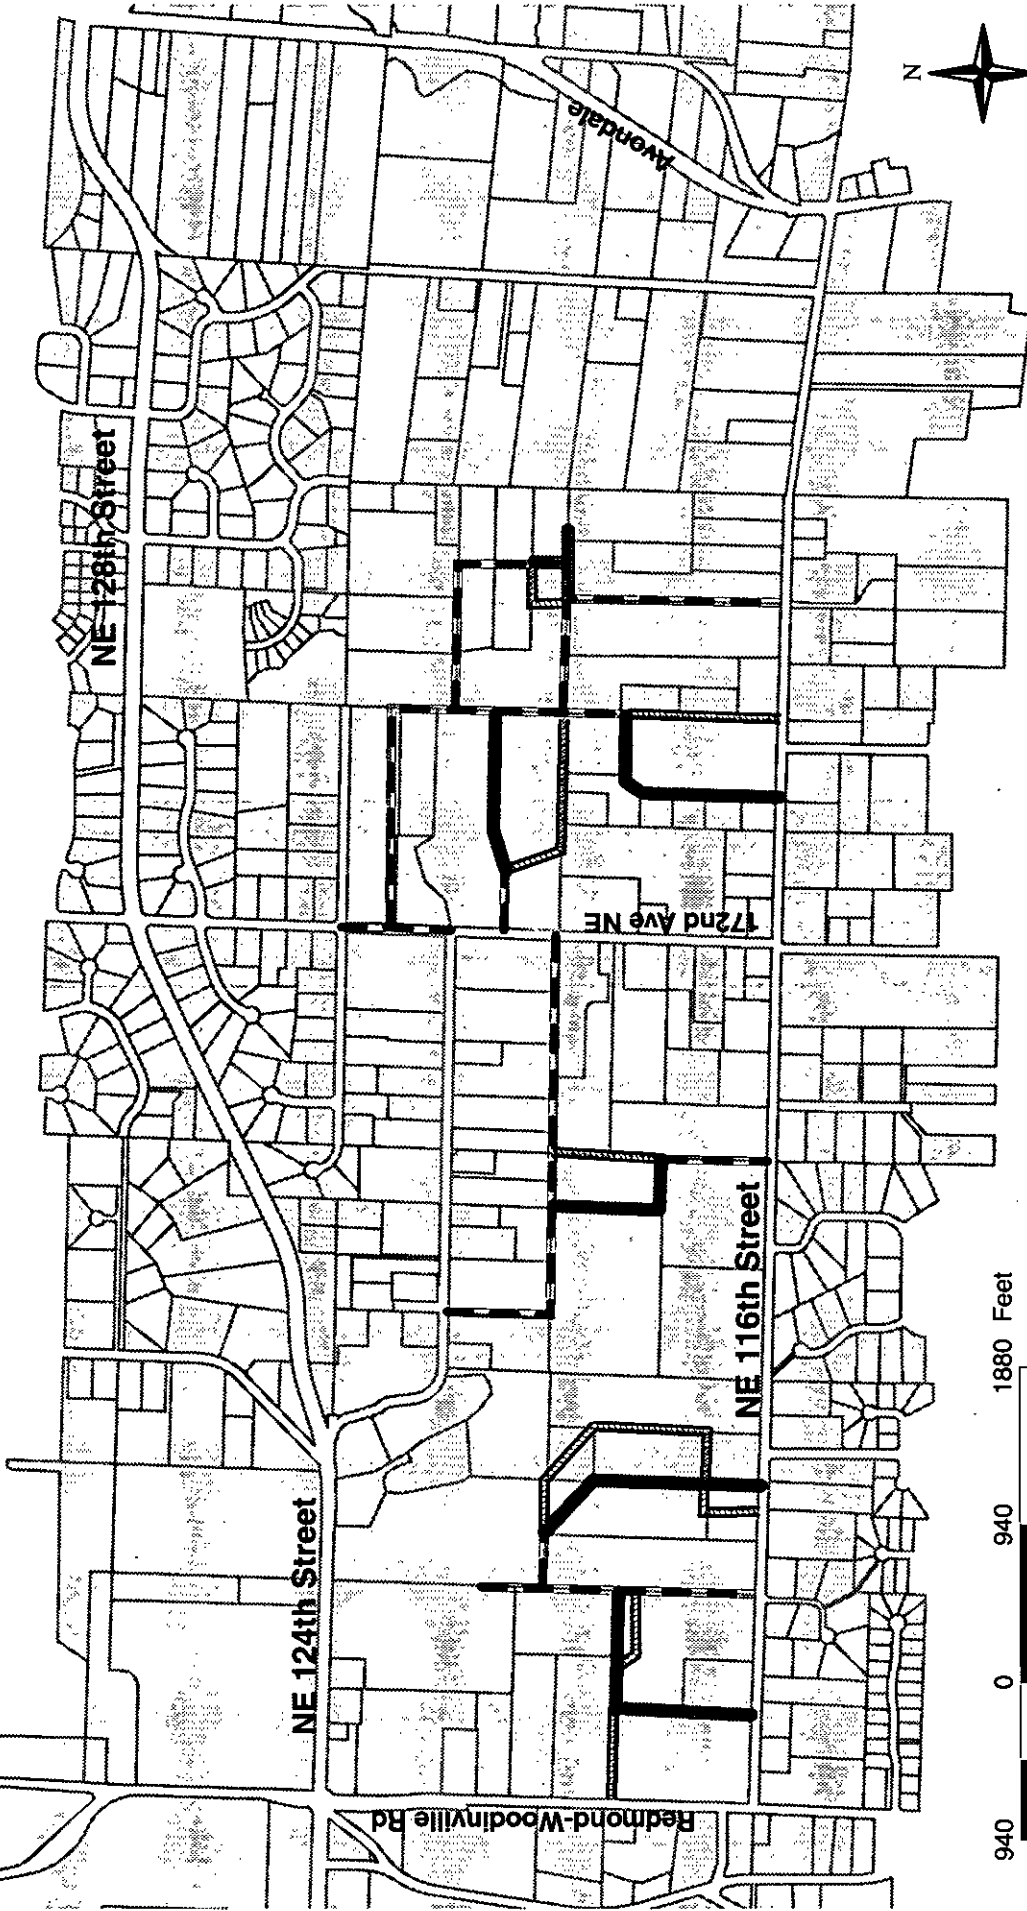 N
Avondale
NE 128th Street
172nd Ave NE
NE 116th Street
NE 124th Street
Redmond-Woodinville Rd
940 0 940 1880 Feet